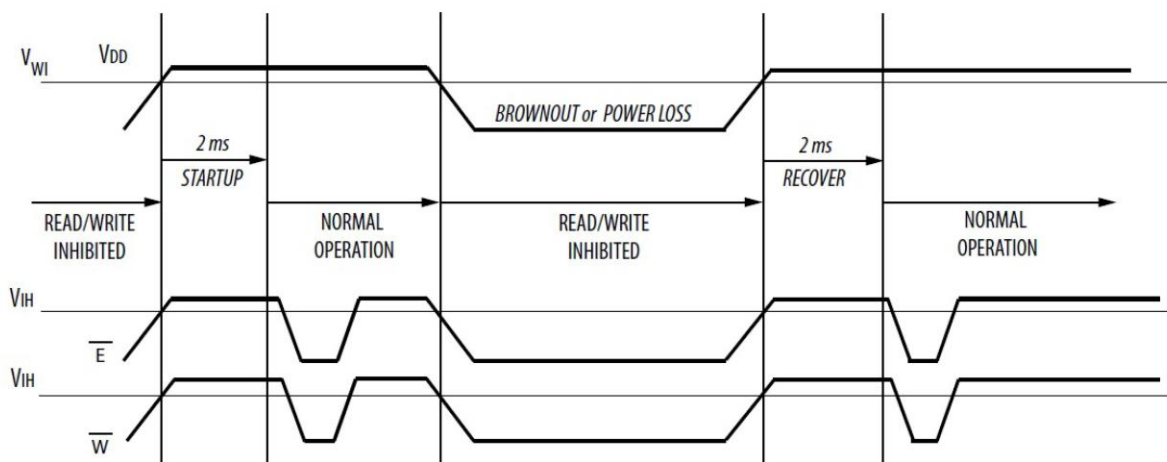 VWI
VDD
BROWNOUT or POWER LOSS
2 ms
STARTUP
2 ms
RECOVER
READ/WRITE
INHIBITED
NORMAL
OPERATION
READ/WRITE
INHIBITED
NORMAL
OPERATION
VIH
E
VIH
W